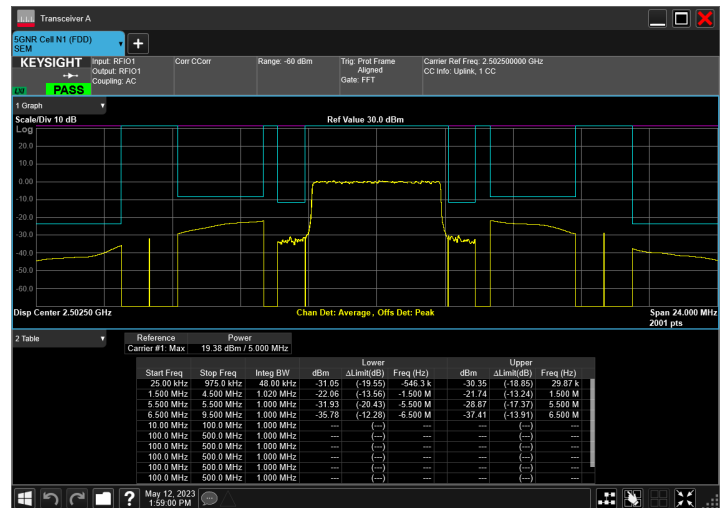 Transceiver A
5GNR Cell N1 (FDD)
SEM
KEYSIGHT
LXI
PASS
Input: RFIO1
Output: RFIO1
Coupling: AC
Corr CCorr
Range: -60 dBm
Trig: Prot Frame
Aligned
Gate: FFT
Carrier Ref Freq: 2.502500000 GHz
CC Info: Uplink, 1 CC
1 Graph
Scale/Div 10 dB
Ref Value 30.0 dBm
Log
20.0
10.0
0.00
-10.0
-20.0
-30.0
-40.0
-50.0
-60.0
Disp Center 2.50250 GHz
Chan Det: Average , Offs Det: Peak
Span 24.000 MHz
2001 pts
2 Table
Reference Power
Carrier #1: Max 19.38 dBm / 5.000 MHz
Lower Upper
Start Freq Stop Freq Integ BW dBm ΔLimit(dB) Freq (Hz) dBm ΔLimit(dB) Freq (Hz)
25.00 kHz 975.0 kHz 48.00 kHz -31.05 (-19.55) -546.3 k -30.35 (-18.85) 29.87 k
1.500 MHz 4.500 MHz 1.020 MHz -22.06 (-13.56) -1.500 M -21.74 (-13.24) 1.500 M
5.500 MHz 5.500 MHz 1.000 MHz -31.93 (-20.43) -5.500 M -28.87 (-17.37) 5.500 M
6.500 MHz 9.500 MHz 1.000 MHz -35.78 (-12.28) -6.500 M -37.41 (-13.91) 6.500 M
10.00 MHz 100.0 MHz 1.000 MHz --- (---) --- --- (---) ---
100.0 MHz 500.0 MHz 1.000 MHz --- (---) --- --- (---) ---
100.0 MHz 500.0 MHz 1.000 MHz --- (---) --- --- (---) ---
100.0 MHz 500.0 MHz 1.000 MHz --- (---) --- --- (---) ---
100.0 MHz 500.0 MHz 1.000 MHz --- (---) --- --- (---) ---
100.0 MHz 500.0 MHz 1.000 MHz --- (---) --- --- (---) ---
?
May 12, 2023
1:59:00 PM